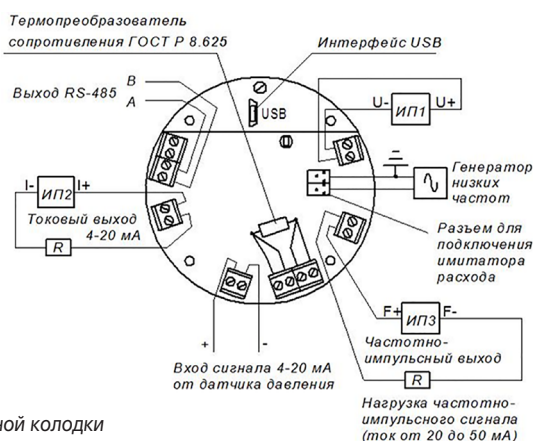 Термопреобразователь
сопротивления ГОСТ Р 8.625
Интерфейс USB
Выход RS-485
B
A
USB
U-
ИП1
U+
Генератор
низких
частот
I-
ИП2
I+
Токовый выход
4-20 мА
R
Разъем для
подключения
имитатора
расхода
F+
ИП3
F-
Частотно-
импульсный выход
+
-
Вход сигнала 4-20 мА
от датчика давления
R
Нагрузка частотно-
импульсного сигнала
(ток от 20 до 50 мА)
ной колодки